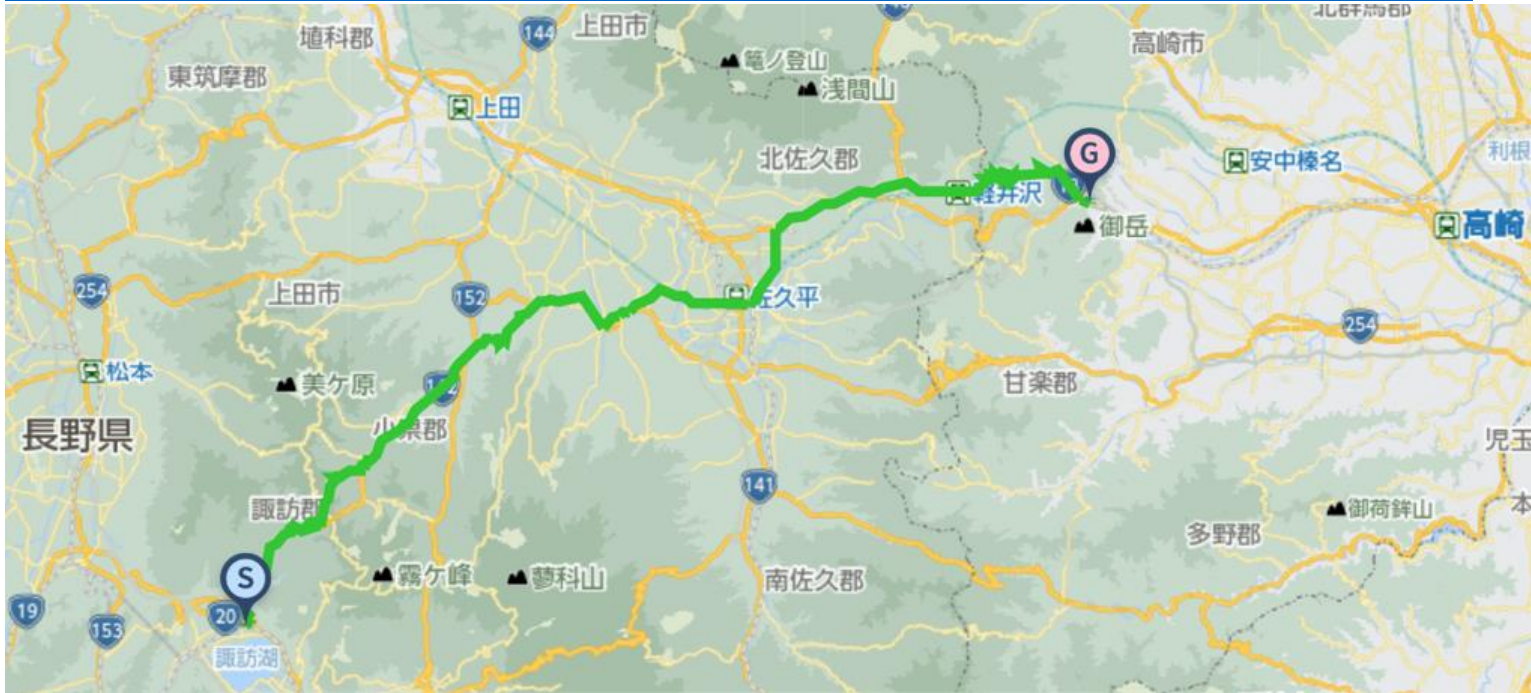 北群馬郡
144
上田市
埴科郡
高崎市
籠ノ登山
東筑摩郡
浅間山
上田
北佐久郡
G
安中榛名
利根
軽井沢
高崎
御岳
254
上田市
152
佐久平
254
松本
美ケ原
甘楽郡
長野県
小県郡
児玉
141
諏訪郡
御荷鉾山
本
多野郡
S
霧ケ峰
蓼科山
南佐久郡
19
20
153
諏訪湖